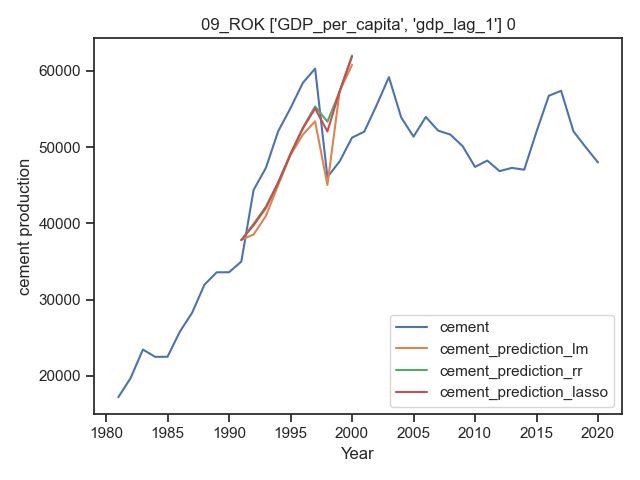 09_ROK ['GDP_per_capita', 'gdp_lag_1'] 0
60000
50000
40000
30000
20000
cement production
1980
1985
1990
1995
2000
2005
2010
2015
2020
Year
cement
cement_prediction_lm
cement_prediction_rr
cement_prediction_lasso